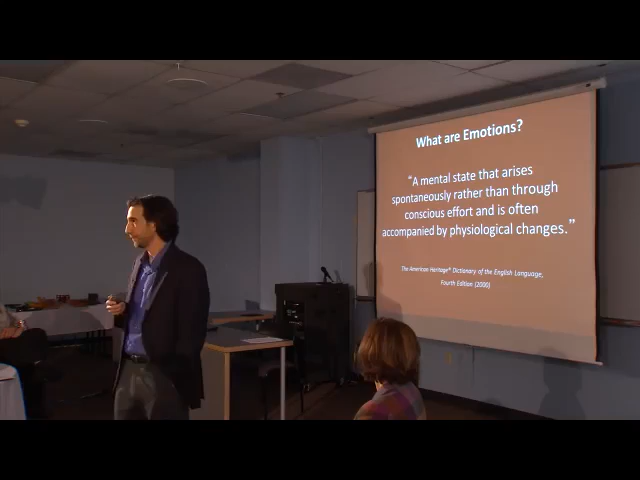 What are Emotions?
“A mental state that arises
spontaneously rather than through
conscious effort and is often
accompanied by physiological changes.”
The American Heritage® Dictionary of the English Language,
Fourth Edition (2000)